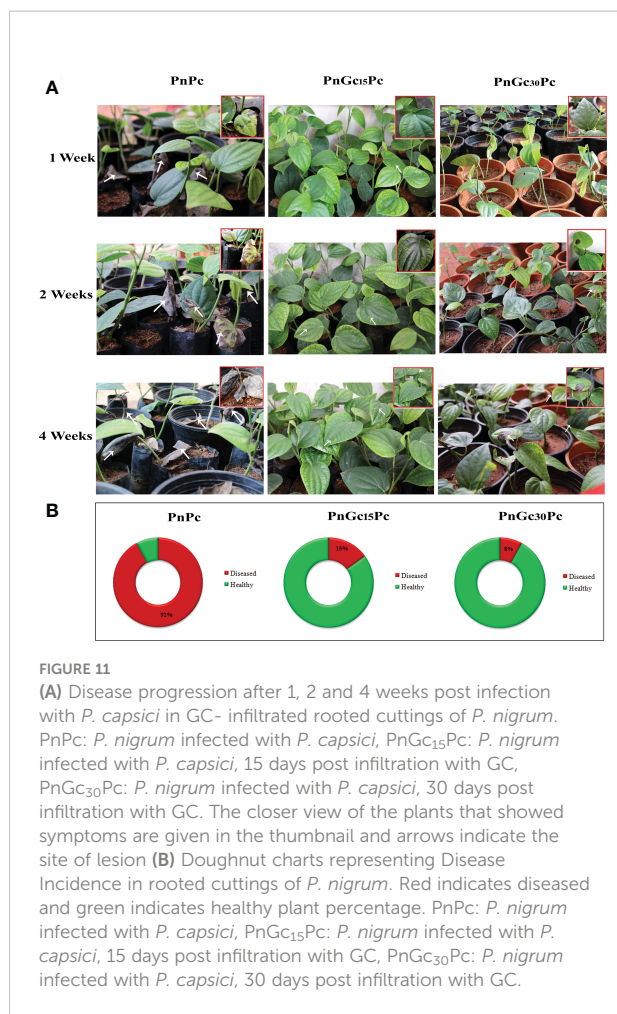 A
PnPc PnGc₁₅Pc PnGc₃₀Pc
1 Week
2 Weeks
4 Weeks
B
PnPc PnGc15Pc PnGc30Pc
92%
Diseased
Healthy
15%
Diseased
Healthy
8%
Diseased
Healthy
FIGURE 11
(A) Disease progression after 1, 2 and 4 weeks post infection
with P. capsici in GC- infiltrated rooted cuttings of P. nigrum.
PnPc: P. nigrum infected with P. capsici, PnGc₁₅Pc: P. nigrum
infected with P. capsici, 15 days post infiltration with GC,
PnGc₃₀Pc: P. nigrum infected with P. capsici, 30 days post
infiltration with GC. The closer view of the plants that showed
symptoms are given in the thumbnail and arrows indicate the
site of lesion (B) Doughnut charts representing Disease
Incidence in rooted cuttings of P. nigrum. Red indicates diseased
and green indicates healthy plant percentage. PnPc: P. nigrum
infected with P. capsici, PnGc₁₅Pc: P. nigrum infected with P.
capsici, 15 days post infiltration with GC, PnGc₃₀Pc: P. nigrum
infected with P. capsici, 30 days post infiltration with GC.